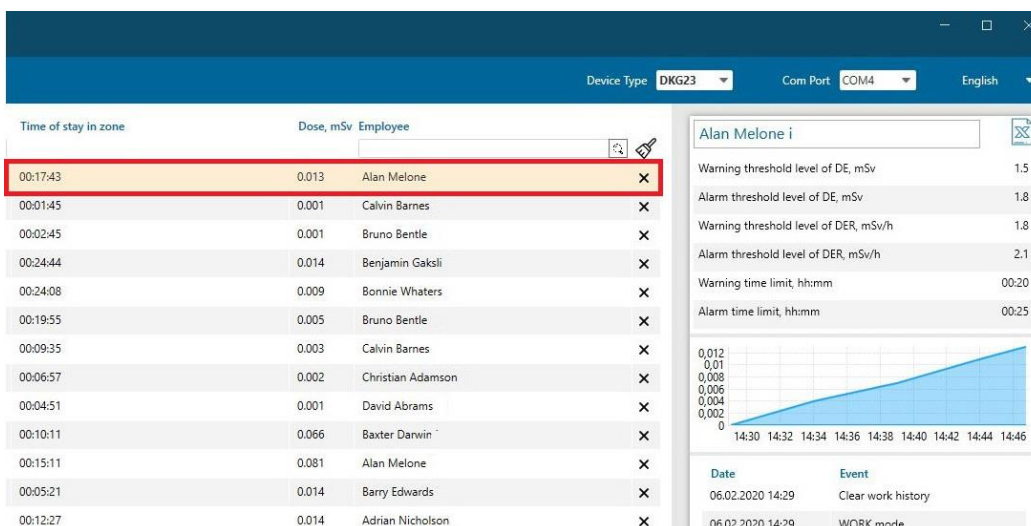 Device Type DKG23 Com Port COM4 English
Time of stay in zone Dose, mSv Employee
00:17:43 0.013 Alan Melone
00:01:45 0.001 Calvin Barnes
00:02:45 0.001 Bruno Bentle
00:24:44 0.014 Benjamin Gaksli
00:24:08 0.009 Bonnie Whaters
00:19:55 0.005 Bruno Bentle
00:09:35 0.003 Calvin Barnes
00:06:57 0.002 Christian Adamson
00:04:51 0.001 David Abrams
00:10:11 0.066 Baxter Darwin
00:15:11 0.081 Alan Melone
00:05:21 0.014 Barry Edwards
00:12:27 0.014 Adrian Nicholson
Alan Melone i
Warning threshold level of DE, mSv 1.5
Alarm threshold level of DE, mSv 1.8
Warning threshold level of DER, mSv/h 1.8
Alarm threshold level of DER, mSv/h 2.1
Warning time limit, hh:mm 00:20
Alarm time limit, hh:mm 00:25
0,012
0,01
0,008
0,006
0,004
0,002
0
14:30 14:32 14:34 14:36 14:38 14:40 14:42 14:44 14:46
Date Event
06.02.2020 14:29 Clear work history
06.02.2020 14:29 WORK mode